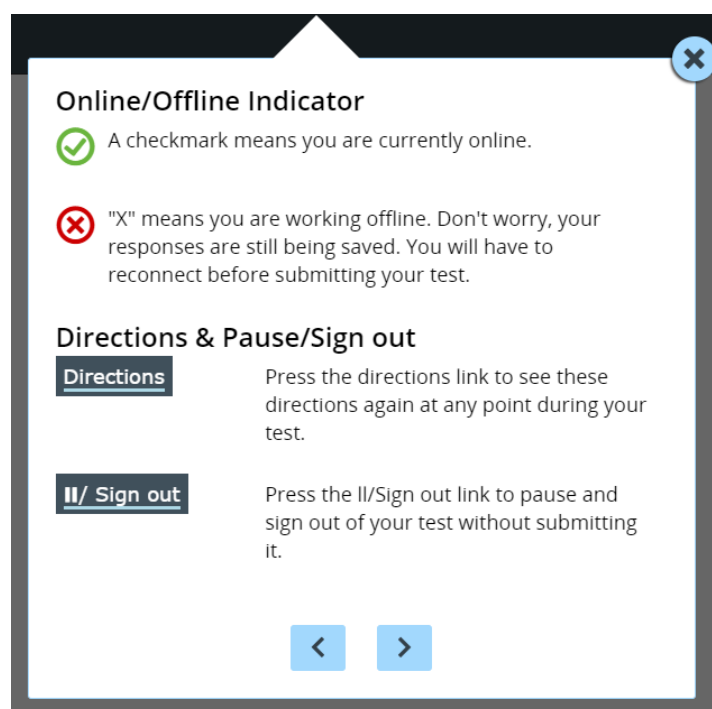 Online/Offline Indicator
A checkmark means you are currently online.
"X" means you are working offline. Don't worry, your
responses are still being saved. You will have to
reconnect before submitting your test.
Directions & Pause/Sign out
Directions
Press the directions link to see these
directions again at any point during your
test.
II/ Sign out
Press the ll/Sign out link to pause and
sign out of your test without submitting
it.